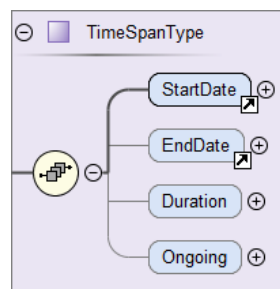 TimeSpanType
StartDate
EndDate
Duration
Ongoing